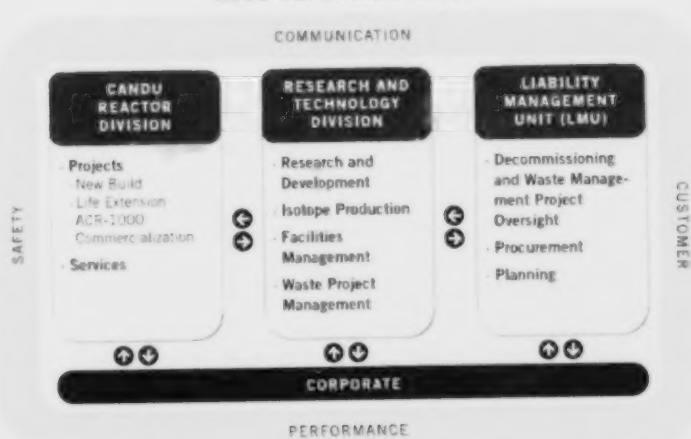 COMMUNICATION
SAFETY
CANDU
REACTOR
DIVISION
· Projects
· New Build
· Life Extension
ACR-1000
Commercialization
· Services
RESEARCH AND
TECHNOLOGY
DIVISION
· Research and
Development
· Isotope Production
· Facilities
Management
· Waste Project
Management
LIABILITY
MANAGEMENT
UNIT (LMU)
· Decommissioning
and Waste Manage-
ment Project
Oversight
· Procurement
· Planning
CUSTOMER
CORPORATE
PERFORMANCE